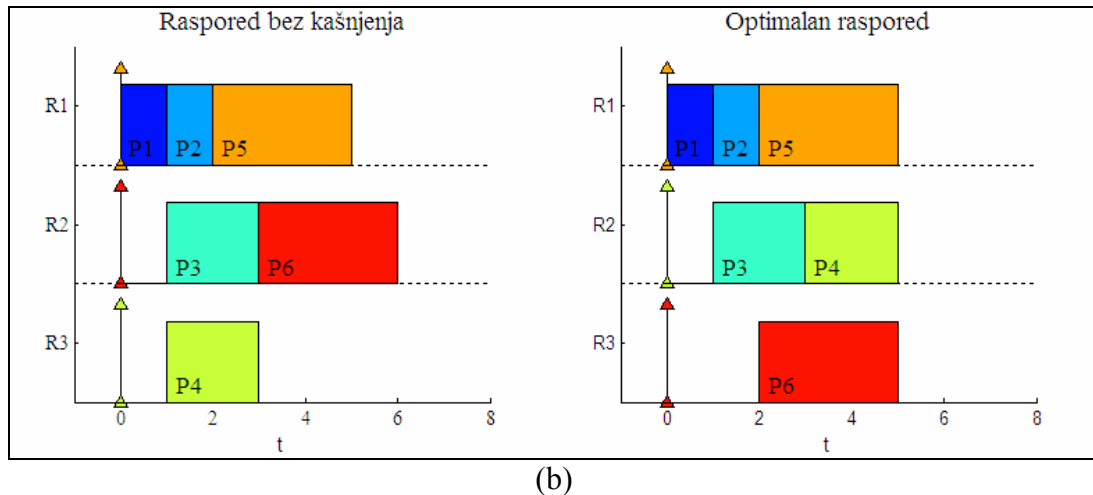 Raspored bez kašnjenja
R1
P1 P2 P5
R2
P3 P6
R3
P4
0 2 4 6 8
t
Optimalan raspored
R1
P1 P2 P5
R2
P3 P4
R3
P6
0 2 4 6 8
t
(b)